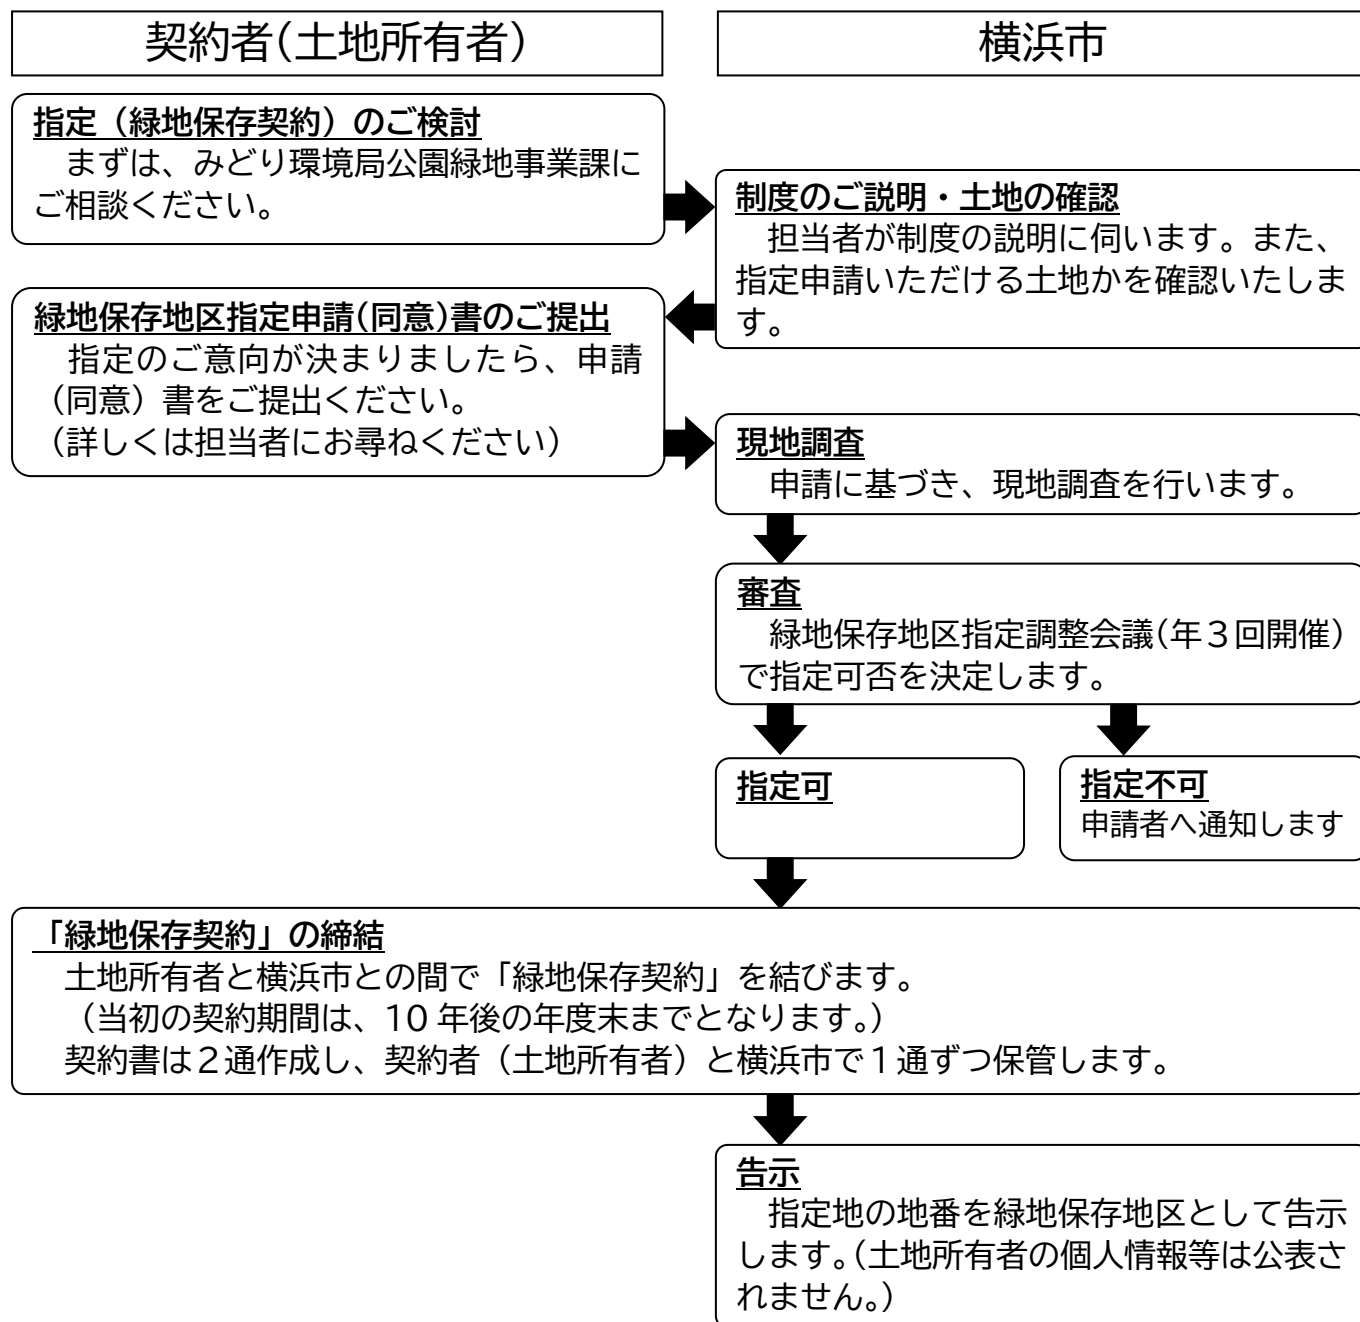 契約者(土地所有者)
横浜市
指定（緑地保存契約）のご検討
まずは、みどり環境局公園緑地事業課に
ご相談ください。
制度のご説明・土地の確認
担当者が制度の説明に伺います。また、
指定申請いただける土地かを確認いたしま
す。
緑地保存地区指定申請(同意)書のご提出
指定のご意向が決まりましたら、申請
（同意）書をご提出ください。
（詳しくは担当者にお尋ねください）
現地調査
申請に基づき、現地調査を行います。
審査
緑地保存地区指定調整会議(年３回開催)
で指定可否を決定します。
指定可
指定不可
申請者へ通知します
「緑地保存契約」の締結
土地所有者と横浜市との間で「緑地保存契約」を結びます。
（当初の契約期間は、10 年後の年度末までとなります。）
契約書は２通作成し、契約者（土地所有者）と横浜市で１通ずつ保管します。
告示
指定地の地番を緑地保存地区として告示
します。（土地所有者の個人情報等は公表さ
れません。）